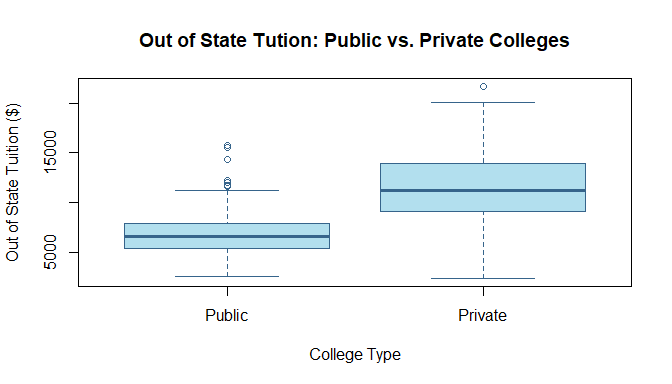 Out of State Tution: Public vs. Private Colleges
Out of State Tuition ($)
15000
5000
Public
Private
College Type